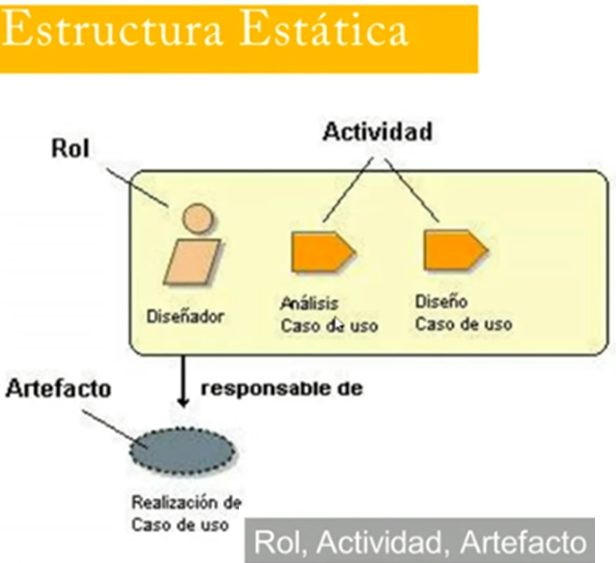 Estructura Estática
Actividad
Rol
Diseñador
Análisis
Caso de uso
Diseño
Caso de uso
Artefacto
responsable de
Realización de
Caso de uso
Rol, Actividad, Artefacto